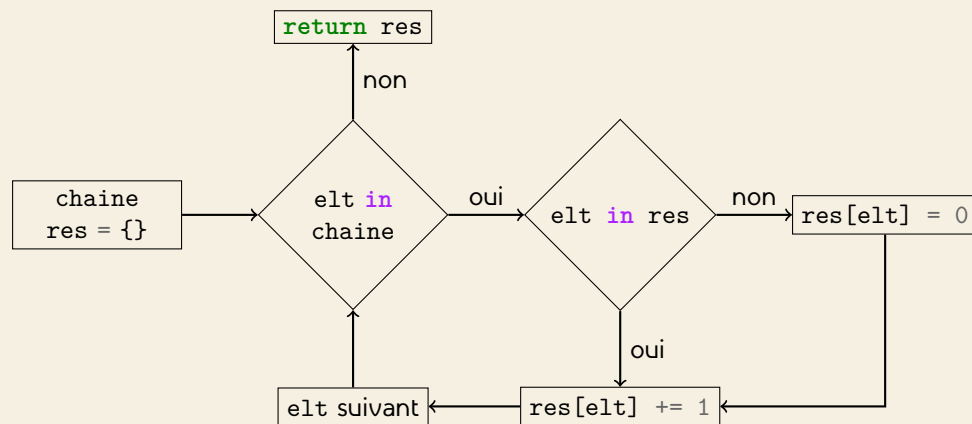 return res
non
chaine
res = {}
elt in
chaine
oui
elt in res
non
res[elt] = 0
oui
elt suivant
res[elt] += 1